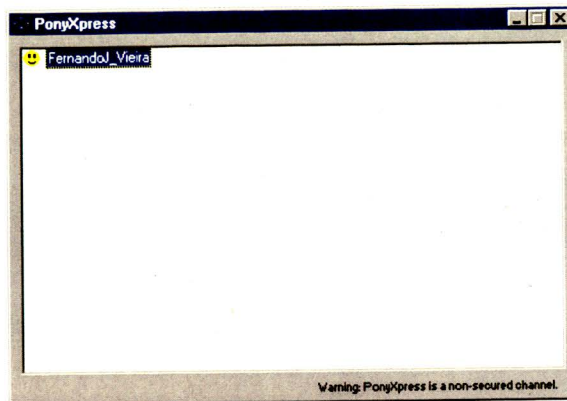 PonyXpress
FernandoJ_Vieira
Warning: PonyXpress is a non-secured channel.